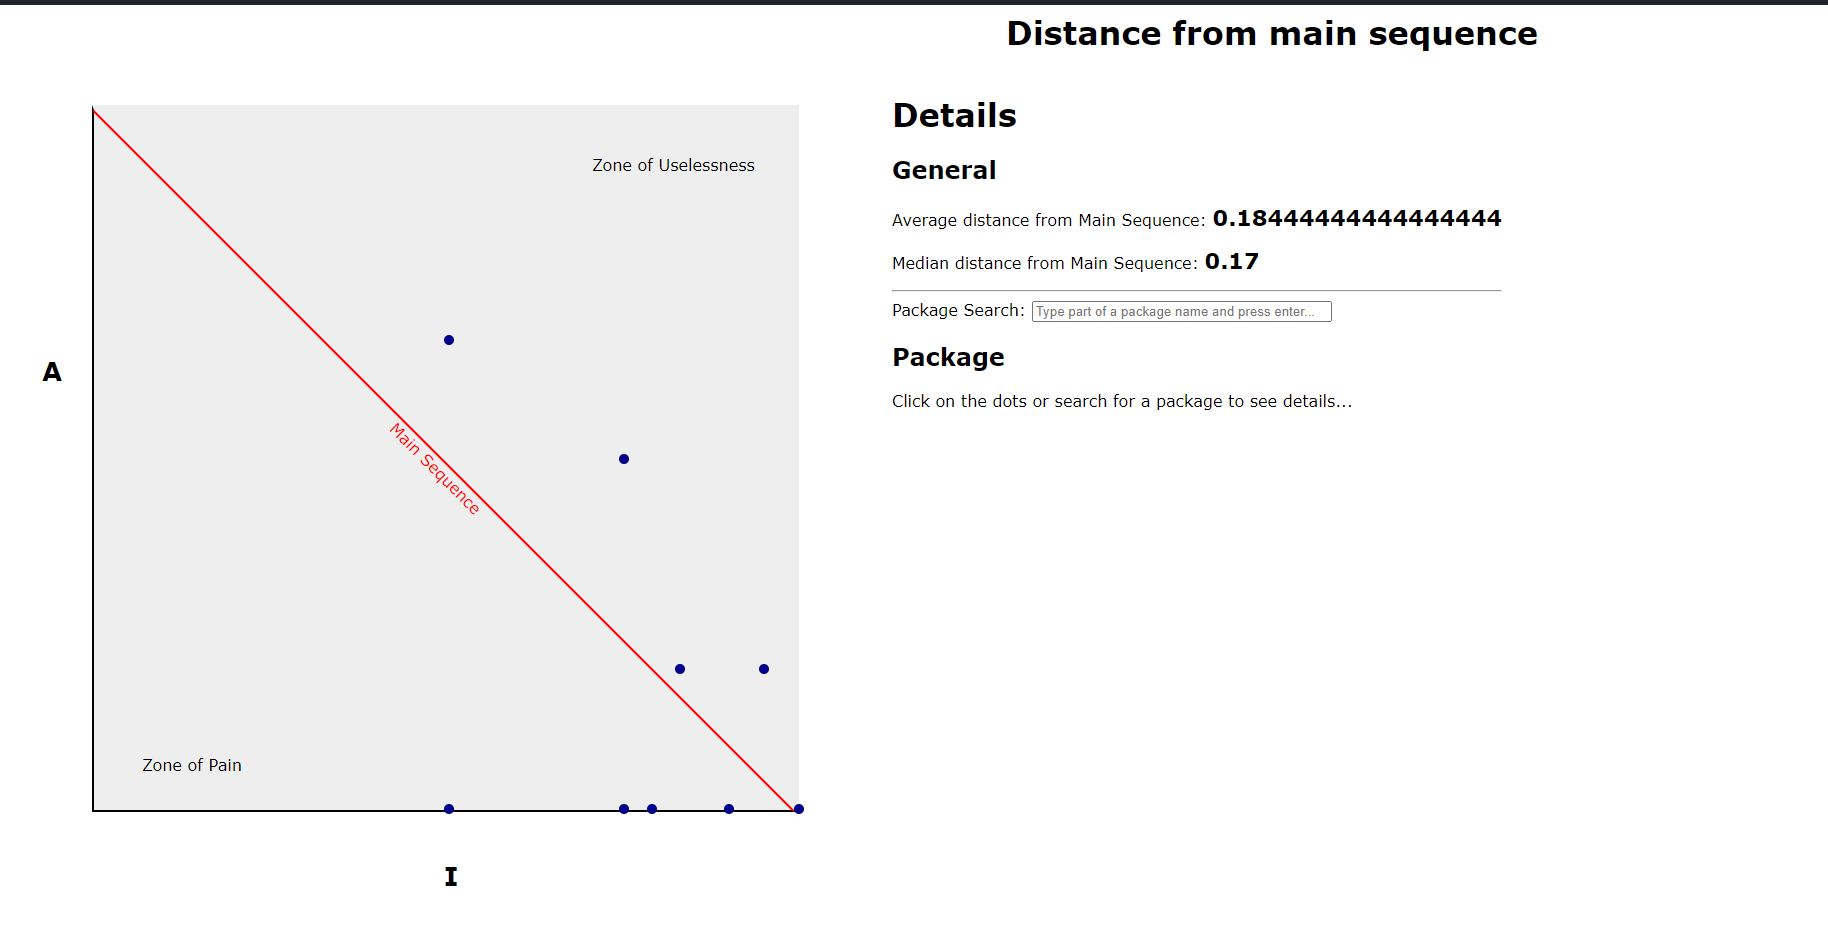 Distance from main sequence
Details
General
Average distance from Main Sequence: 0.18444444444444444
Median distance from Main Sequence: 0.17
Package Search: Type part of a package name and press enter...
Package
Click on the dots or search for a package to see details...
Zone of Uselessness
A
Main Sequence
Zone of Pain
I